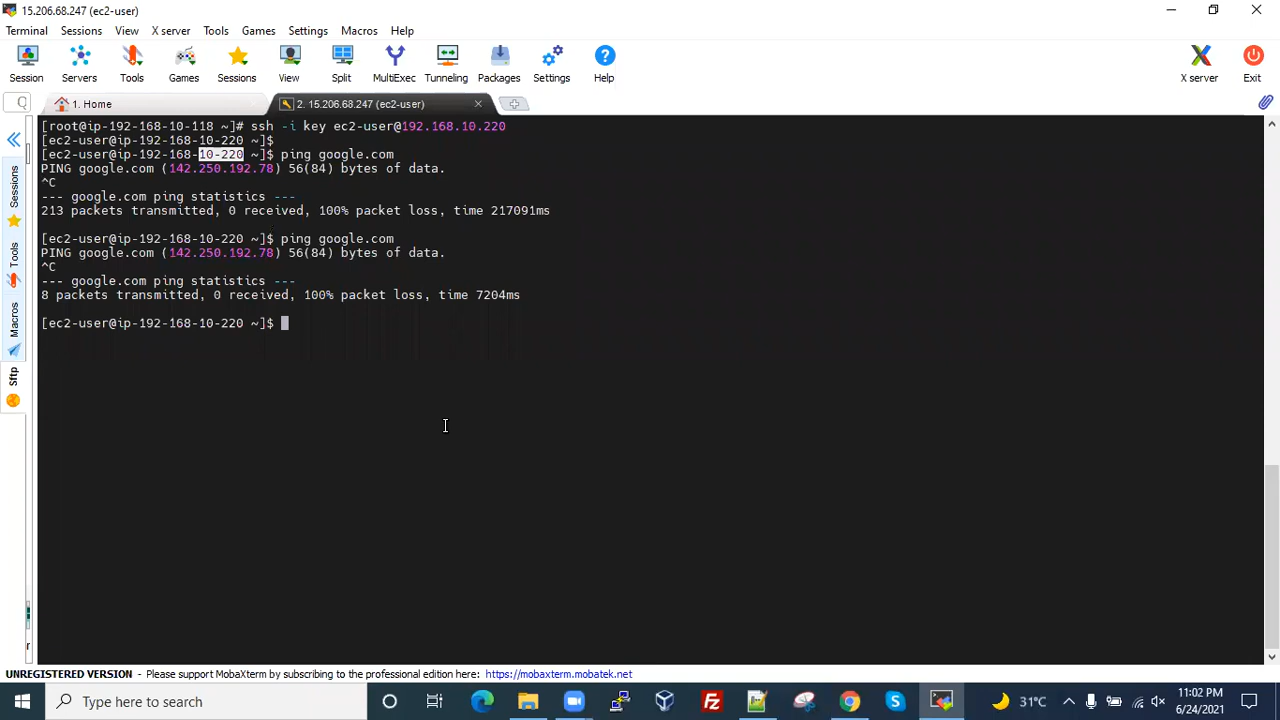 15.206.68.247 (ec2-user)
Terminal Sessions View X server Tools Games Settings Macros Help
Session Servers Tools Games Sessions View Split MultiExec Tunneling Packages Settings Help X server Exit
1. Home
2. 15.206.68.247 (ec2-user)
[root@ip-192-168-10-118 ~]# ssh -i key ec2-user@192.168.10.220
[ec2-user@ip-192-168-10-220 ~]$
[ec2-user@ip-192-168-10-220 ~]$ ping google.com
PING google.com (142.250.192.78) 56(84) bytes of data.
^C
--- google.com ping statistics ---
213 packets transmitted, 0 received, 100% packet loss, time 217091ms
[ec2-user@ip-192-168-10-220 ~]$ ping google.com
PING google.com (142.250.192.78) 56(84) bytes of data.
^C
--- google.com ping statistics ---
8 packets transmitted, 0 received, 100% packet loss, time 7204ms
[ec2-user@ip-192-168-10-220 ~]$
Sessions
Tools
Macros
Sftp
UNREGISTERED VERSION - Please support MobaXterm by subscribing to the professional edition here: https://mobaxterm.mobatek.net
Type here to search
31°C
11:02 PM
6/24/2021